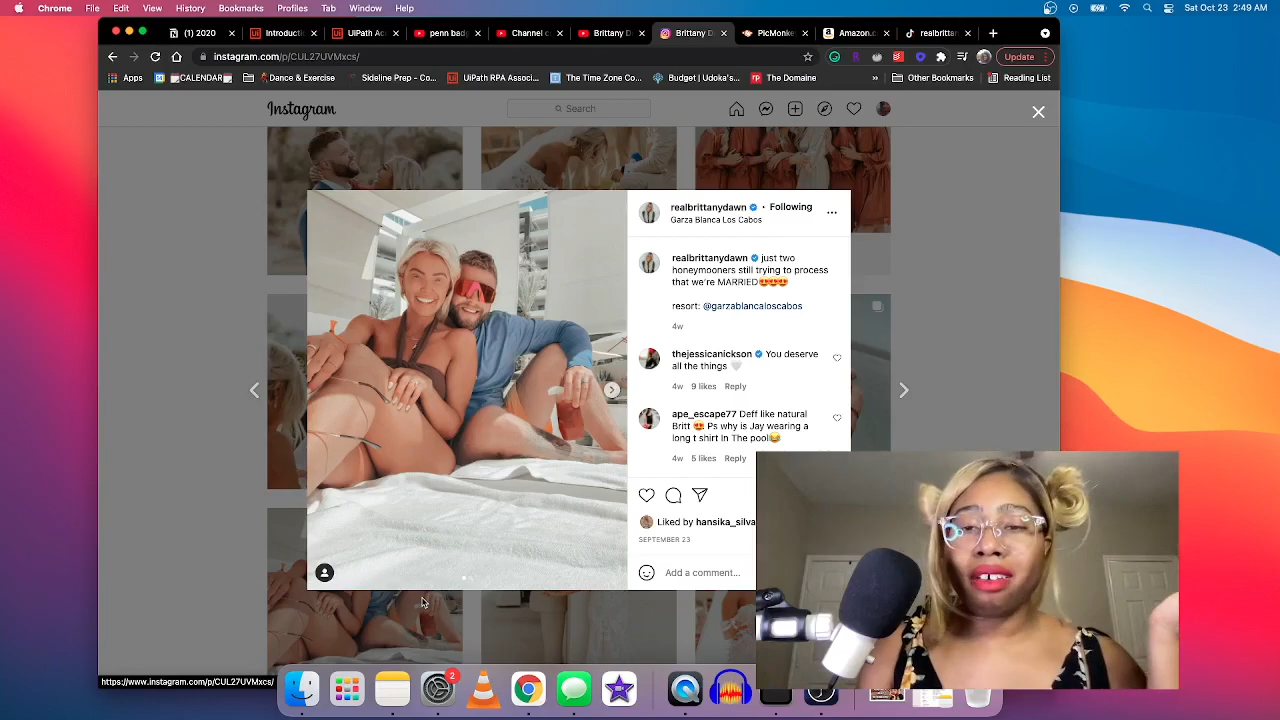 Chrome File Edit View History Bookmarks Profiles Tab Window Help Sat Oct 23 2:49 AM
(1) 2020 Introduc UiPath Ac penn bad Channel c Brittany D Brittany D PicMonke Amazon.c realbrittan
instagram.com/p/CUL27UVMxcs/ Update
Apps CALENDAR Dance & Exercise Sideline Prep - Co... UiPath RPA Associ... The Time Zone Co... Budget | Udoka's... The Domains » Other Bookmarks Reading List
Instagram Search
realbrittanydawn • Following
Garza Blanca Los Cabos
realbrittanydawn just two
honeymooners still trying to process
that we're MARRIED😍😍😍
resort: @garzablancaloscabos
4w
thejessicanickson You deserve
all the things 🤍
4w 9 likes Reply
ape_escape77 Deff like natural
Britt 😍 Ps why is Jay wearing a
long t shirt In The pool😂
4w 5 likes Reply
Liked by hansika_silva
SEPTEMBER 23
Add a comment...
https://www.instagram.com/p/CUL27UVMxcs/
2